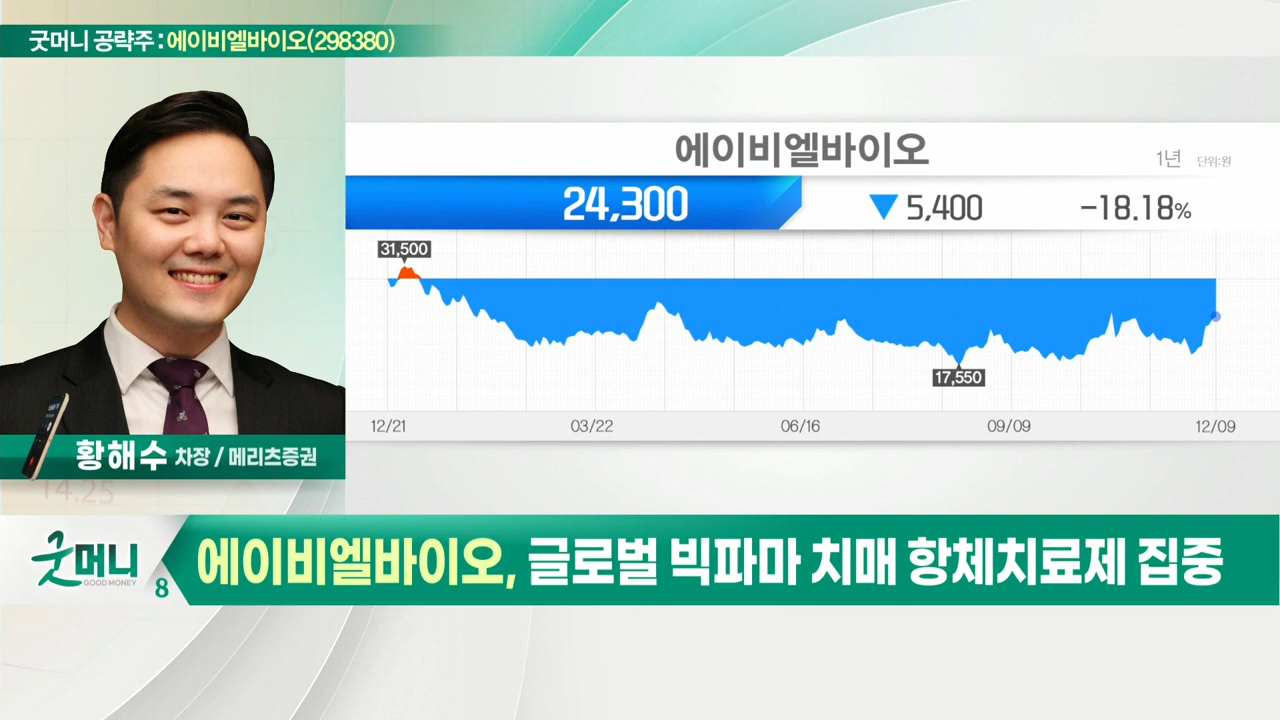 굿머니 공략주 : 에이비엘바이오(298380)
에이비엘바이오
1년 단위:원
24,300 ▼ 5,400 -18.18%
31,500
17,550
12/21 03/22 06/16 09/09 12/09
황해수 차장 / 메리츠증권
14.25
굿머니
GOOD MONEY
8
에이비엘바이오, 글로벌 빅파마 치매 항체치료제 집중